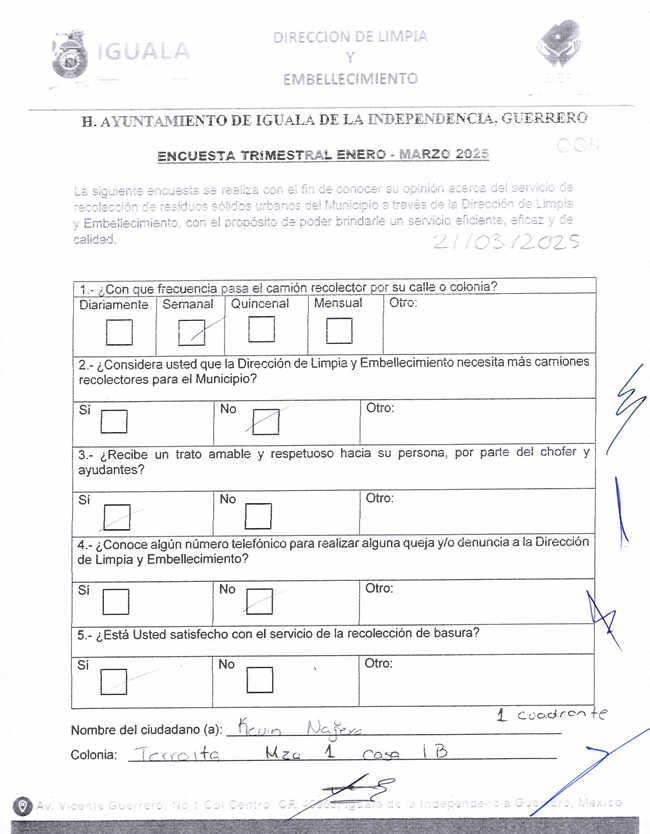 IGUALA
DIRECCION DE LIMPIA
Y
EMBELLECIMIENTO
H. AYUNTAMIENTO DE IGUALA DE LA INDEPENDENCIA, GUERRERO
004
ENCUESTA TRIMESTRAL ENERO - MARZO 2025
La siguiente encuesta se realiza con el fin de conocer su opinión acerca del servicio de
recolección de residuos sólidos urbanos del Municipio a través de la Dirección de Limpia
y Embellecimiento, con el propósito de poder brindarle un servicio eficiente, eficaz y de
calidad.
21/03/2025
1.- ¿Con que frecuencia pasa el camión recolector por su calle o colonia?
Diariamente Semanal Quincenal Mensual Otro:
2.- ¿Considera usted que la Dirección de Limpia y Embellecimiento necesita más camiones
recolectores para el Municipio?
Sí No Otro:
3.- ¿Recibe un trato amable y respetuoso hacia su persona, por parte del chofer y
ayudantes?
Sí No Otro:
4.- ¿Conoce algún número telefónico para realizar alguna queja y/o denuncia a la Dirección
de Limpia y Embellecimiento?
Sí No Otro:
5.- ¿Está Usted satisfecho con el servicio de la recolección de basura?
Sí No Otro:
1 cuadrante
Nombre del ciudadano (a): Kevin Najera
Colonia: Mza 1 casa 1B
Av. Vicente Guerrero, No.1 Col Centro, CP. Iguala de la Independencia Guerrero, México